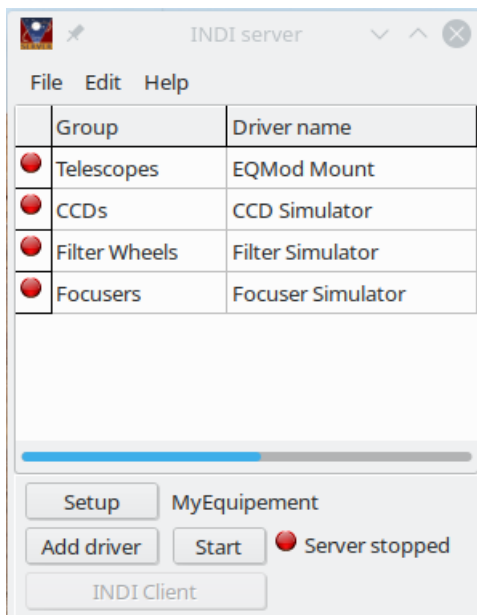 INDI server
File Edit Help
Group Driver name
Telescopes EQMod Mount
CCDs CCD Simulator
Filter Wheels Filter Simulator
Focusers Focuser Simulator
Setup MyEquipement
Add driver Start Server stopped
INDI Client